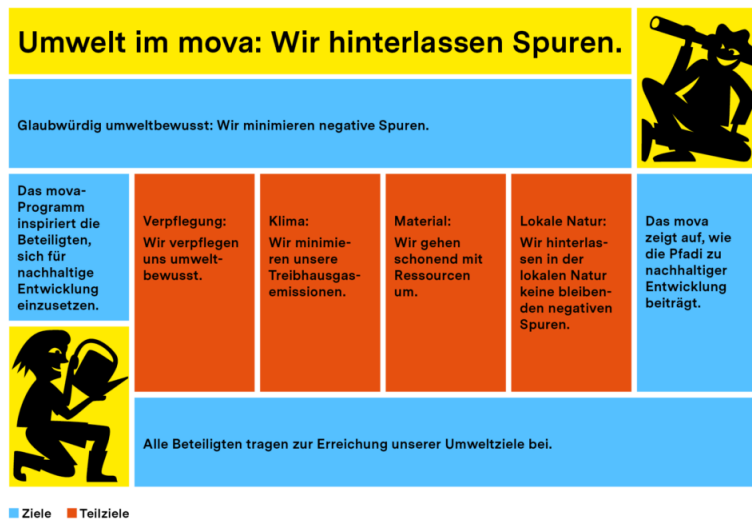 Umwelt im mova: Wir hinterlassen Spuren.
Glaubwürdig umweltbewusst: Wir minimieren negative Spuren.
Das mova-
Programm
inspiriert die
Beteiligten,
sich für
nachhaltige
Entwicklung
einzusetzen.
Verpflegung:
Wir verpflegen
uns umwelt-
bewusst.
Klima:
Wir minimie-
ren unsere
Treibhausgas-
emissionen.
Material:
Wir gehen
schonend mit
Ressourcen
um.
Lokale Natur:
Wir hinterlas-
sen in der
lokalen Natur
keine bleiben-
den negativen
Spuren.
Das mova
zeigt auf, wie
die Pfadi zu
nachhaltiger
Entwicklung
beiträgt.
Alle Beteiligten tragen zur Erreichung unserer Umweltziele bei.
Ziele Teilziele